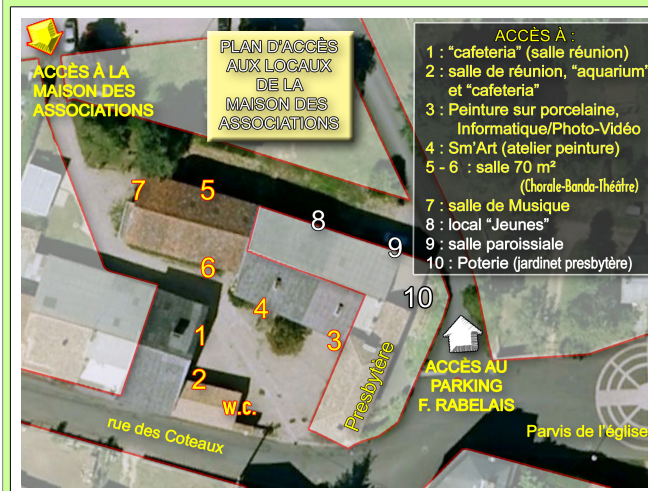 PLAN D'ACCÈS
AUX LOCAUX
DE LA
MAISON DES
ASSOCIATIONS
ACCÈS À LA
MAISON DES
ASSOCIATIONS
ACCÈS À :
1 : "cafeteria" (salle réunion)
2 : salle de réunion, "aquarium"
et "cafeteria"
3 : Peinture sur porcelaine,
Informatique/Photo-Vidéo
4 : Sm'Art (atelier peinture)
5 - 6 : salle 70 m²
(Chorale-Banda-Théâtre)
7 : salle de Musique
8 : local "Jeunes"
9 : salle paroissiale
10 : Poterie (jardinet presbytère)
7
5
8
9
6
10
4
1
3
2
w.c.
Presbytère
ACCÈS AU
PARKING
F. RABELAIS
rue des Coteaux
Parvis de l'église